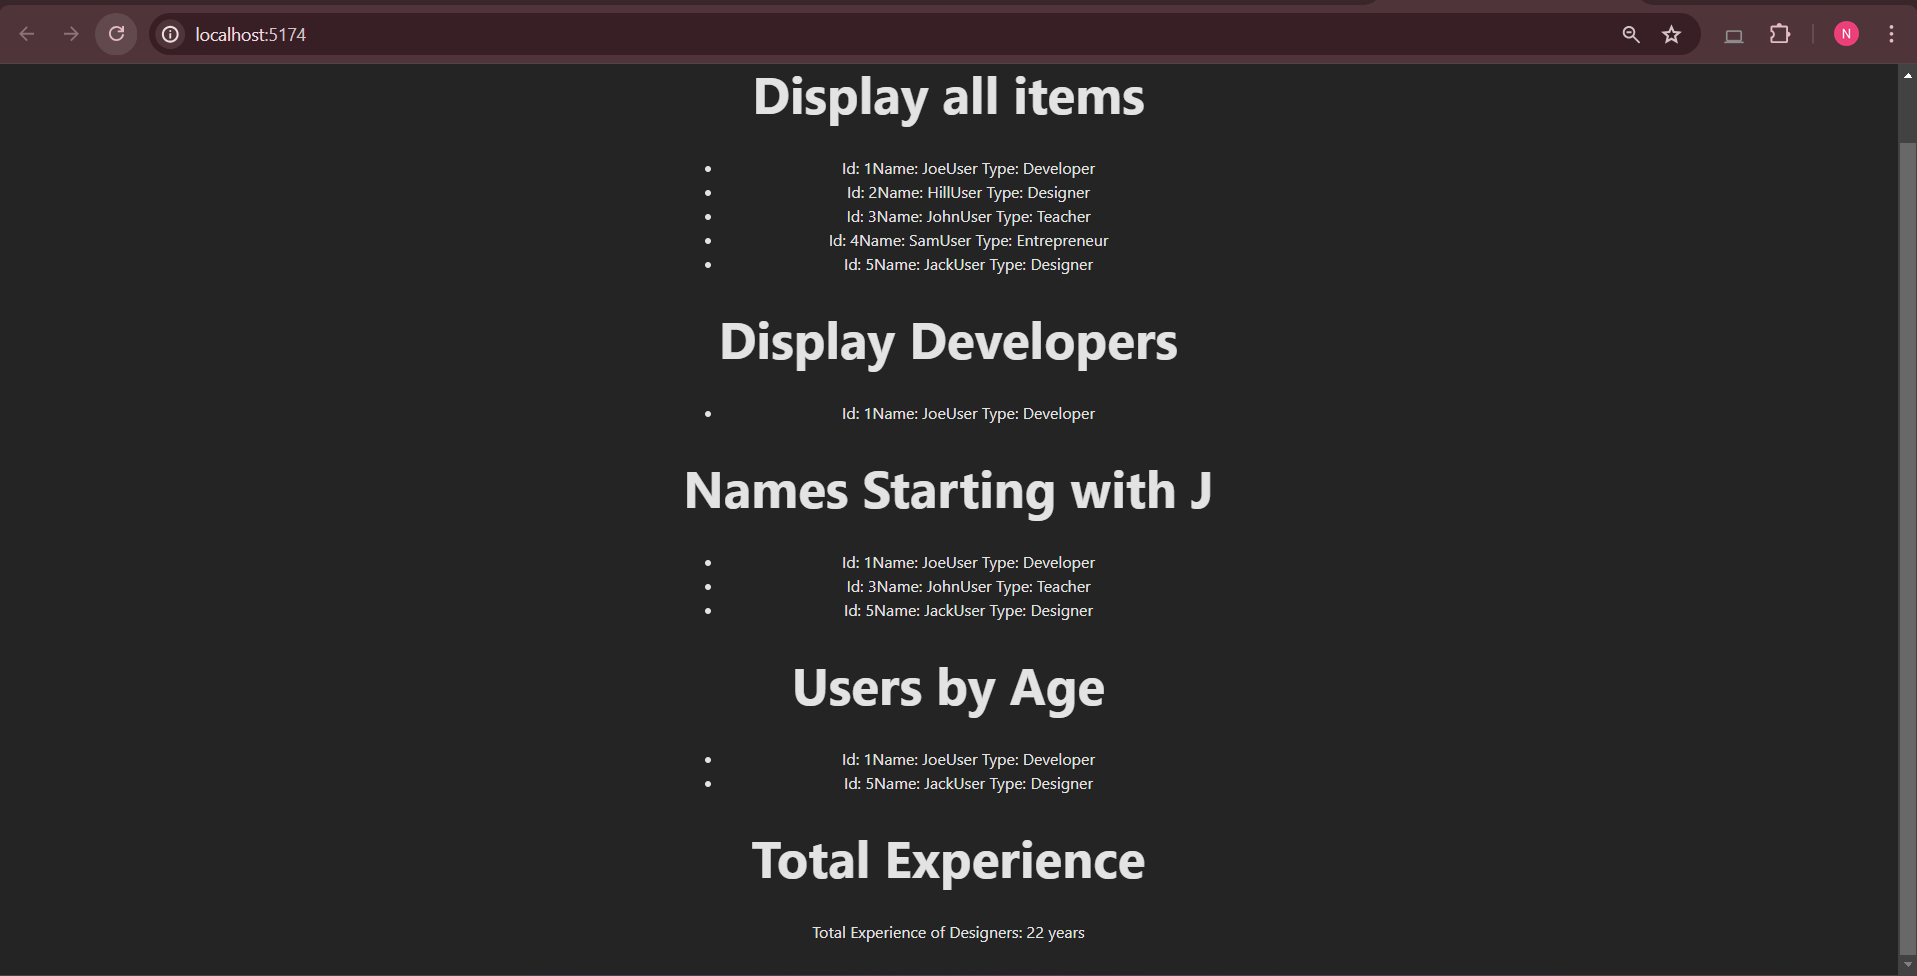 localhost:5174
N
Display all items
Id: 1Name: JoeUser Type: Developer
Id: 2Name: HillUser Type: Designer
Id: 3Name: JohnUser Type: Teacher
Id: 4Name: SamUser Type: Entrepreneur
Id: 5Name: JackUser Type: Designer
Display Developers
Id: 1Name: JoeUser Type: Developer
Names Starting with J
Id: 1Name: JoeUser Type: Developer
Id: 3Name: JohnUser Type: Teacher
Id: 5Name: JackUser Type: Designer
Users by Age
Id: 1Name: JoeUser Type: Developer
Id: 5Name: JackUser Type: Designer
Total Experience
Total Experience of Designers: 22 years